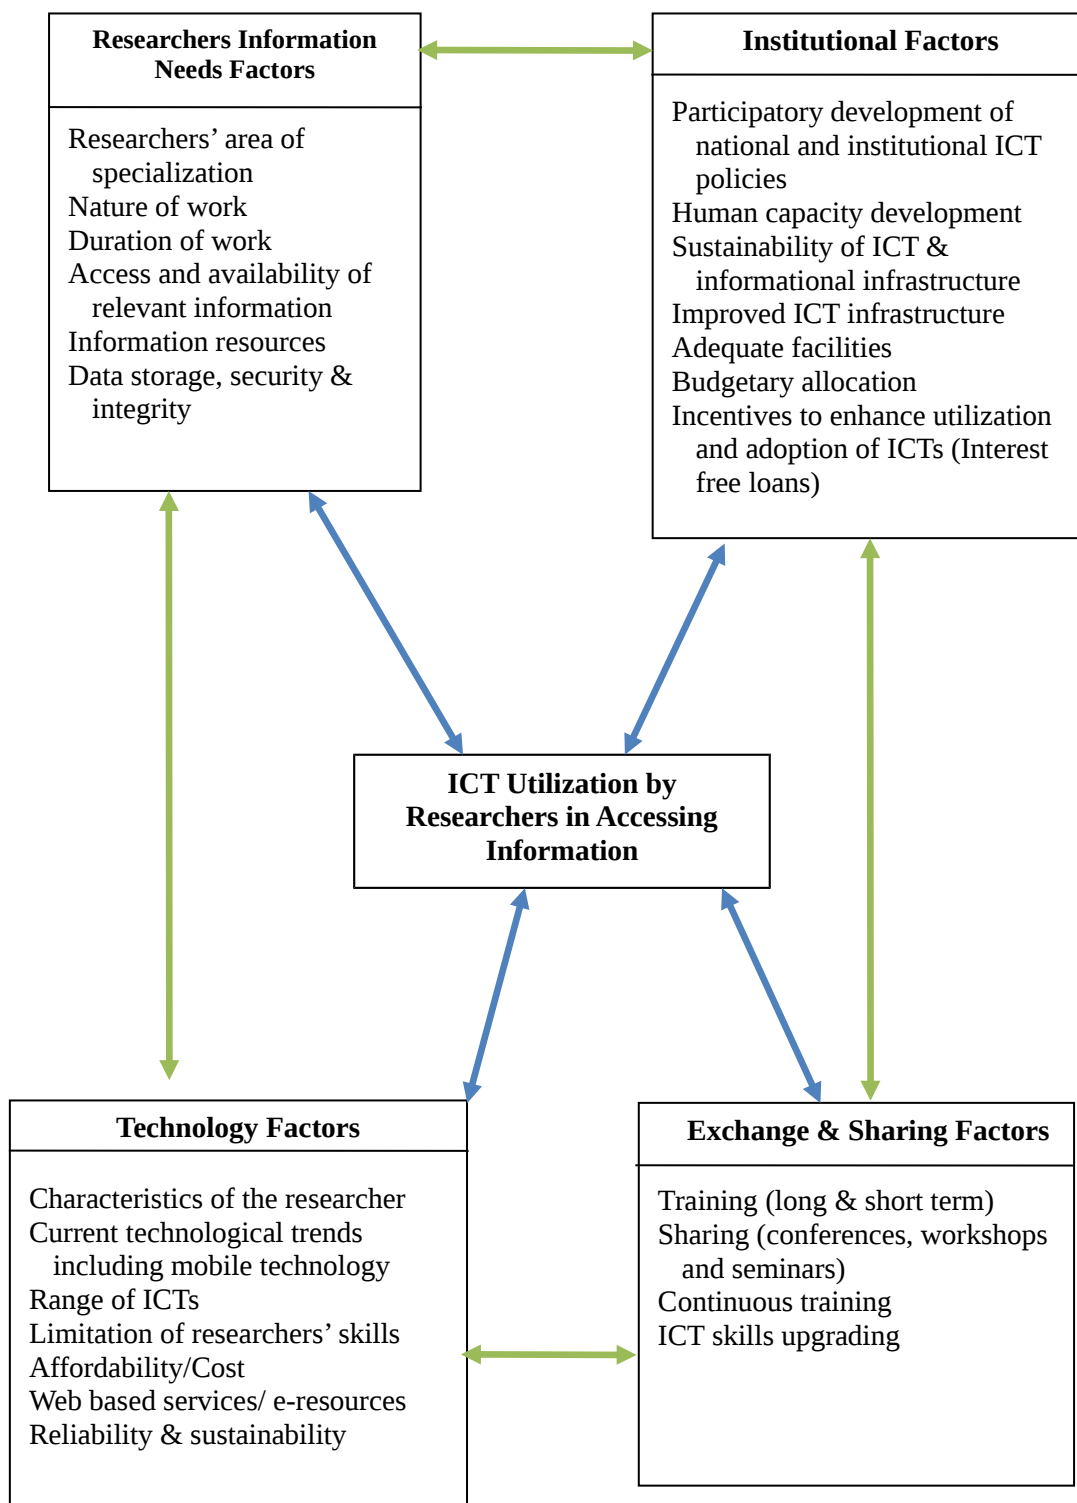 Researchers Information
Needs Factors
Researchers’ area of
specialization
Nature of work
Duration of work
Access and availability of
relevant information
Information resources
Data storage, security &
integrity
Institutional Factors
Participatory development of
national and institutional ICT
policies
Human capacity development
Sustainability of ICT &
informational infrastructure
Improved ICT infrastructure
Adequate facilities
Budgetary allocation
Incentives to enhance utilization
and adoption of ICTs (Interest
free loans)
ICT Utilization by
Researchers in Accessing
Information
Technology Factors
Characteristics of the researcher
Current technological trends
including mobile technology
Range of ICTs
Limitation of researchers’ skills
Affordability/Cost
Web based services/ e-resources
Reliability & sustainability
Exchange & Sharing Factors
Training (long & short term)
Sharing (conferences, workshops
and seminars)
Continuous training
ICT skills upgrading